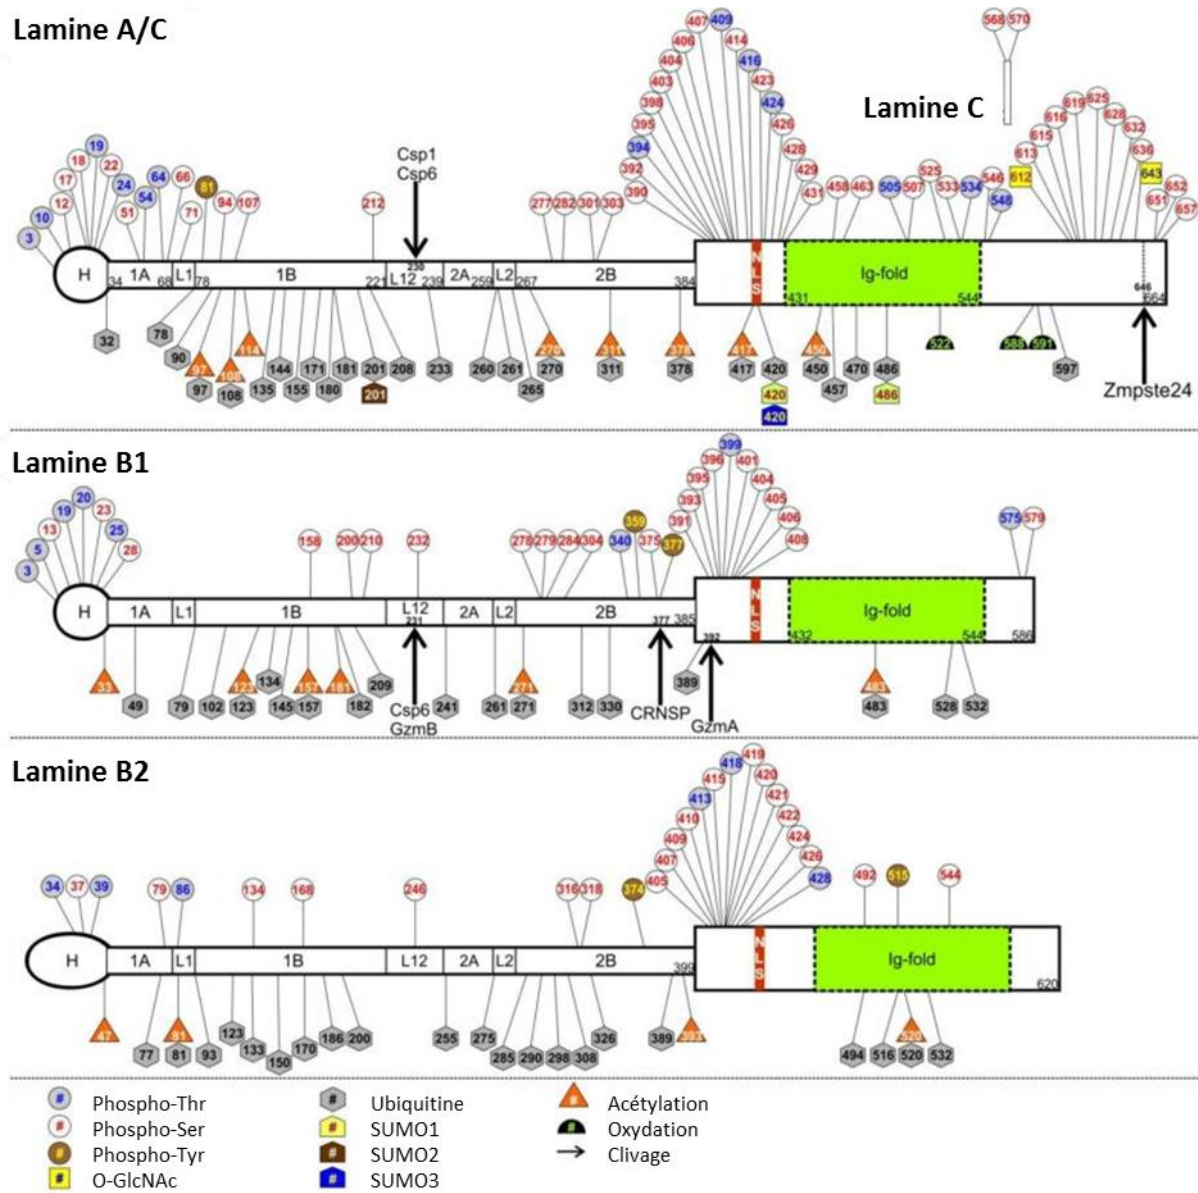 Lamine A/C
568 570
407 409
406 414
404 416
403 423
398 424
395 426
394 428
392 429
390 431
Lamine C
19
18 22
17 24
12 54 64 66 81
10 51 71 94 107
3
212
Csp1
Csp6
277 282 301 303
458 463 505 507 525 533 534 546 548
619 625
616 628
615 632
613 636
612 643
652
651 657
H 34 1A 68 L1 78 1B 221 L12 230 239 2A 259 L2 267 2B 384 NLS 431 Ig-fold 544 646 664
32 78 90 97 108 114 270 311 378 417 450 522 588 591
97 108 135 144 155 171 180 181 201 208 233 260 261 265 270 311 378 417 420 450 457 470 486 597
201 420 486
420
Zmpste24
Lamine B1
399
396 401
395 404
393 405
391 406
408
20
19 23
13 25
5 28
3
158 200 210 232 278 279 284 304 340 359 375 377
575 579
H 1A L1 1B L12 231 2A L2 2B 377 385 392 NLS 432 Ig-fold 544 586
33 49 79 102 123 134 157 181 209 271 389 483
123 145 157 182 241 261 271 312 330 483 528 532
Csp6
GzmB
CRNSP
GzmA
Lamine B2
418 419
415 420
413 421
410 422
409 424
407 426
405 428
34 37 39 79 86 134 168 246 316 318 374
492 515 544
H 1A L1 1B L12 2A L2 2B 399 NLS Ig-fold 620
47 81 393 520
77 81 93 123 133 150 170 186 200 255 275 285 290 298 308 326 389 494 516 520 532
# Phospho-Thr
# Phospho-Ser
# Phospho-Tyr
# O-GlcNAc
# Ubiquitine
# SUMO1
# SUMO2
# SUMO3
# Acétylation
# Oxydation
Clivage